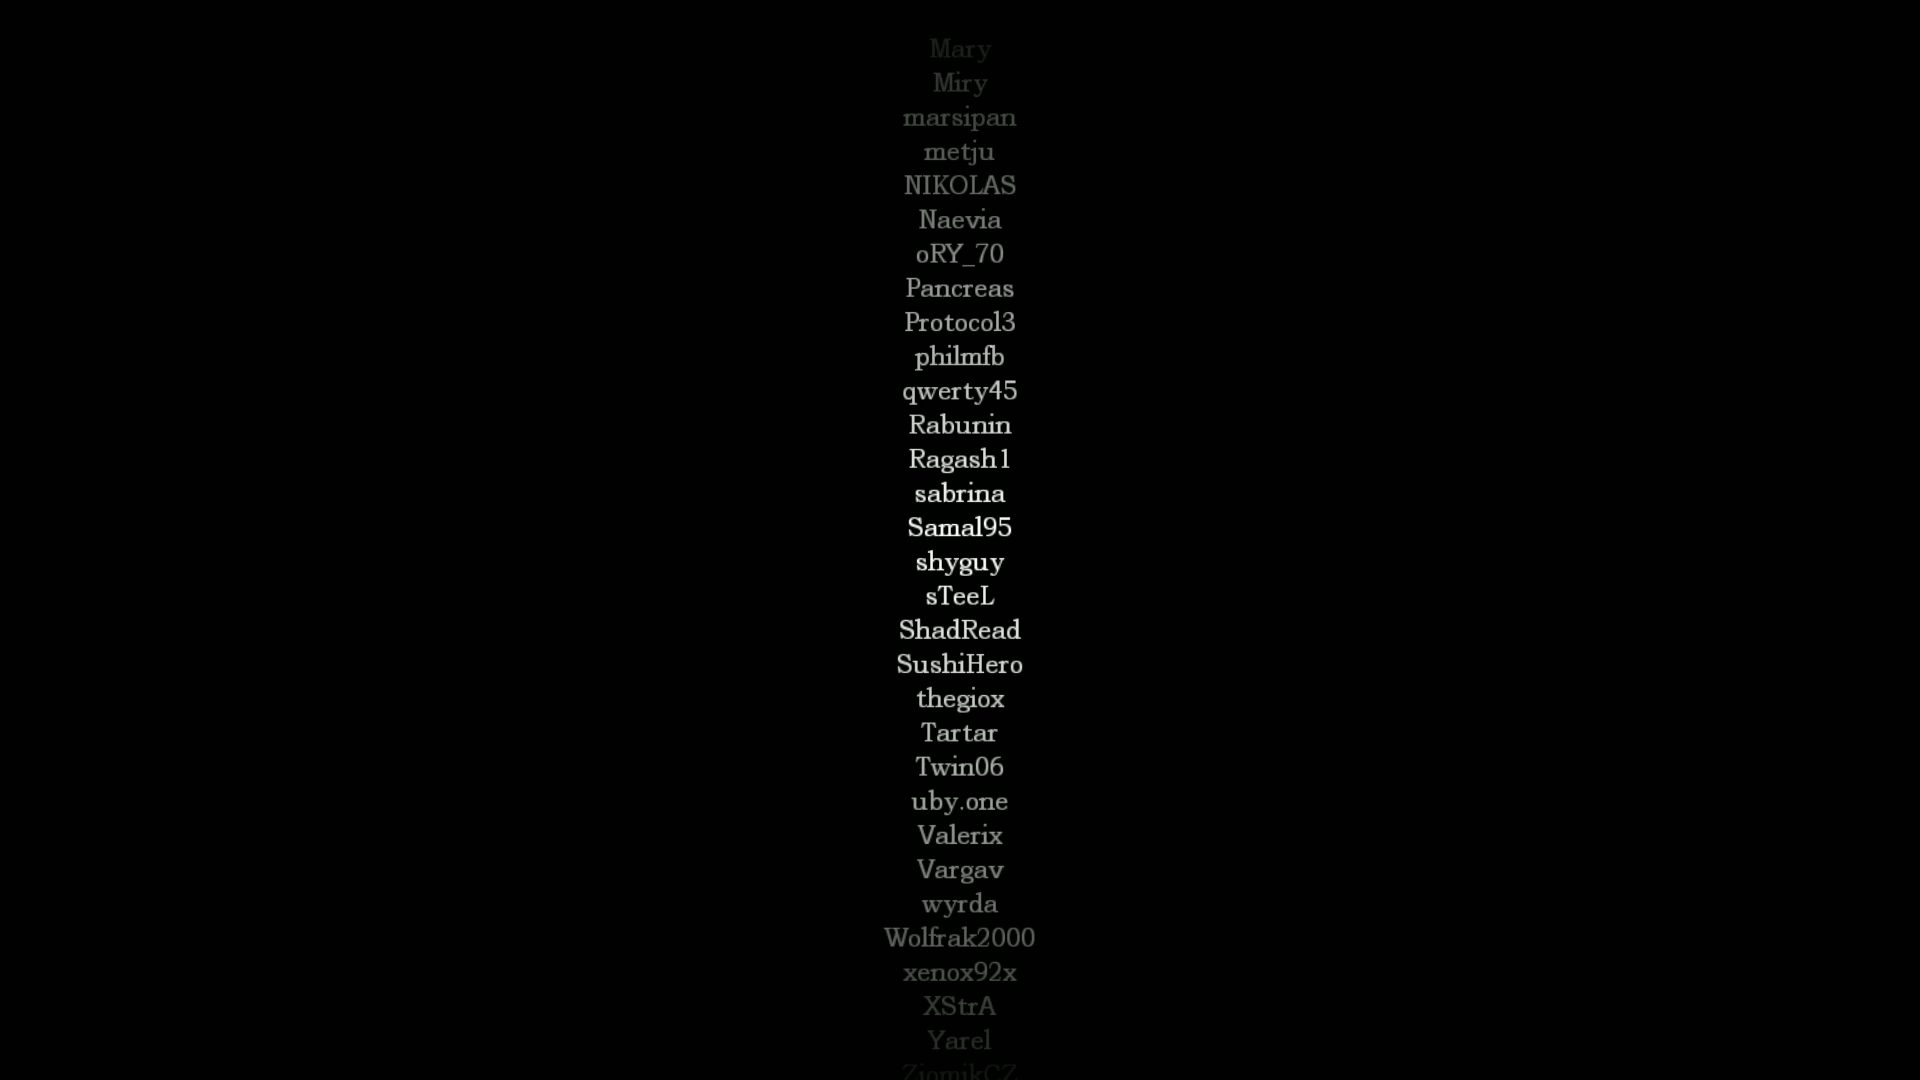 Mary
Miry
marsipan
metju
NIKOLAS
Naevia
oRY_70
Pancreas
Protocol3
philmfb
qwerty45
Rabunin
Ragash1
sabrina
Samal95
shyguy
sTeeL
ShadRead
SushiHero
thegiox
Tartar
Twin06
uby.one
Valerix
Vargav
wyrda
Wolfrak2000
xenox92x
XStrA
Yarel
ZiomikCZ